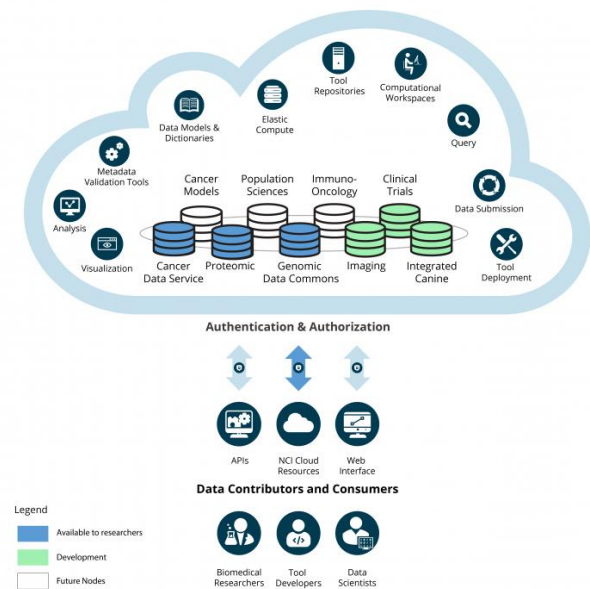 Tool
Repositories
Computational
Workspaces
Elastic
Compute
Data Models &
Dictionaries
Query
Metadata
Validation Tools
Cancer
Models
Population
Sciences
Immuno-
Oncology
Clinical
Trials
Data Submission
Analysis
Visualization
Cancer
Data Service
Proteomic
Genomic
Data Commons
Imaging
Integrated
Canine
Tool
Deployment
Authentication & Authorization
APIs
NCI Cloud
Resources
Web
Interface
Data Contributors and Consumers
Legend
Available to researchers
Development
Future Nodes
Biomedical
Researchers
Tool
Developers
Data
Scientists